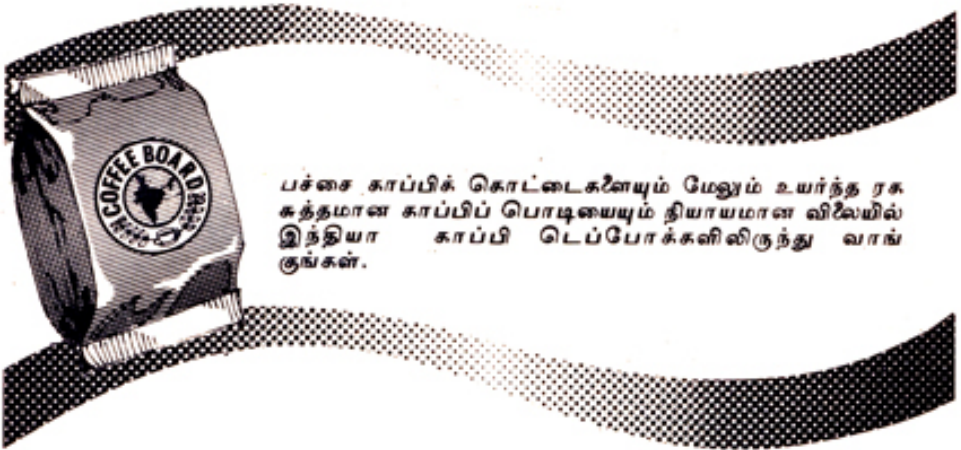 COFFEE BOARD
பச்சை காப்பிக் கொட்டைகளையும் மேலும் உயர்ந்த ரக
சுத்தமான காப்பிப் பொடியையும் நியாயமான விலையில்
இந்தியா காப்பி டெப்போக்களிலிருந்து வாங்
குங்கள்.